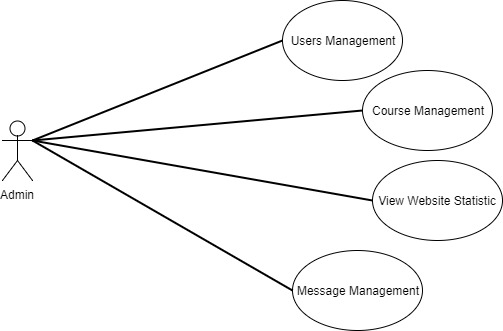 Users Management
Course Management
Admin
View Website Statistic
Message Management